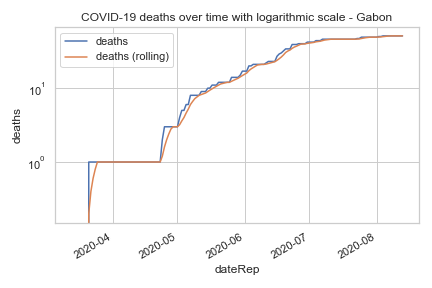 COVID-19 deaths over time with logarithmic scale - Gabon
deaths
deaths (rolling)
10¹
10⁰
deaths
2020-04
2020-05
2020-06
2020-07
2020-08
dateRep